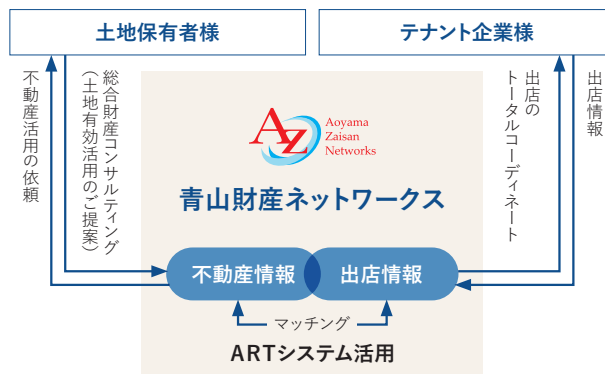 土地保有者様
テナント企業様
不動産活用の依頼
総合財産コンサルティング
（土地有効活用のご提案）
AZ
Aoyama
Zaisan
Networks
出店の
トータルコーディネート
出店情報
青山財産ネットワークス
不動産情報
出店情報
マッチング
ARTシステム活用